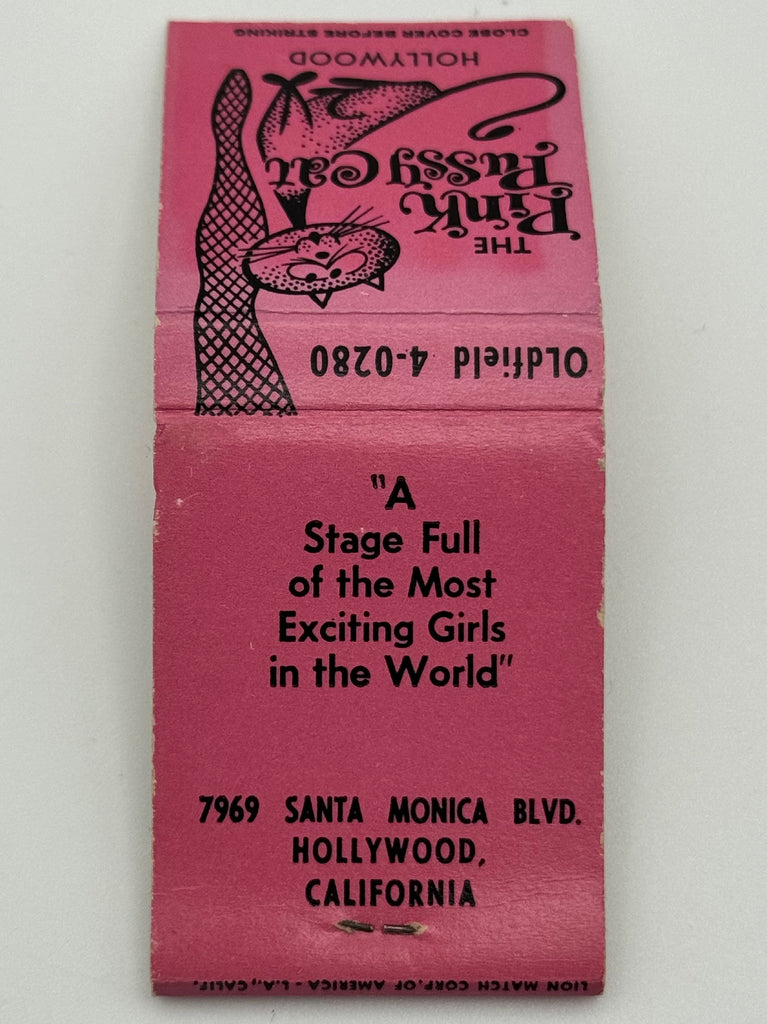 CLOSE COVER BEFORE STRIKING
HOLLYWOOD
THE
Pink
Pussy Cat
OLdfield 4-0280
"A
Stage Full
of the Most
Exciting Girls
in the World"
7969 SANTA MONICA BLVD.
HOLLYWOOD,
CALIFORNIA
LION MATCH CORP. OF AMERICA - L.A., CALIF.